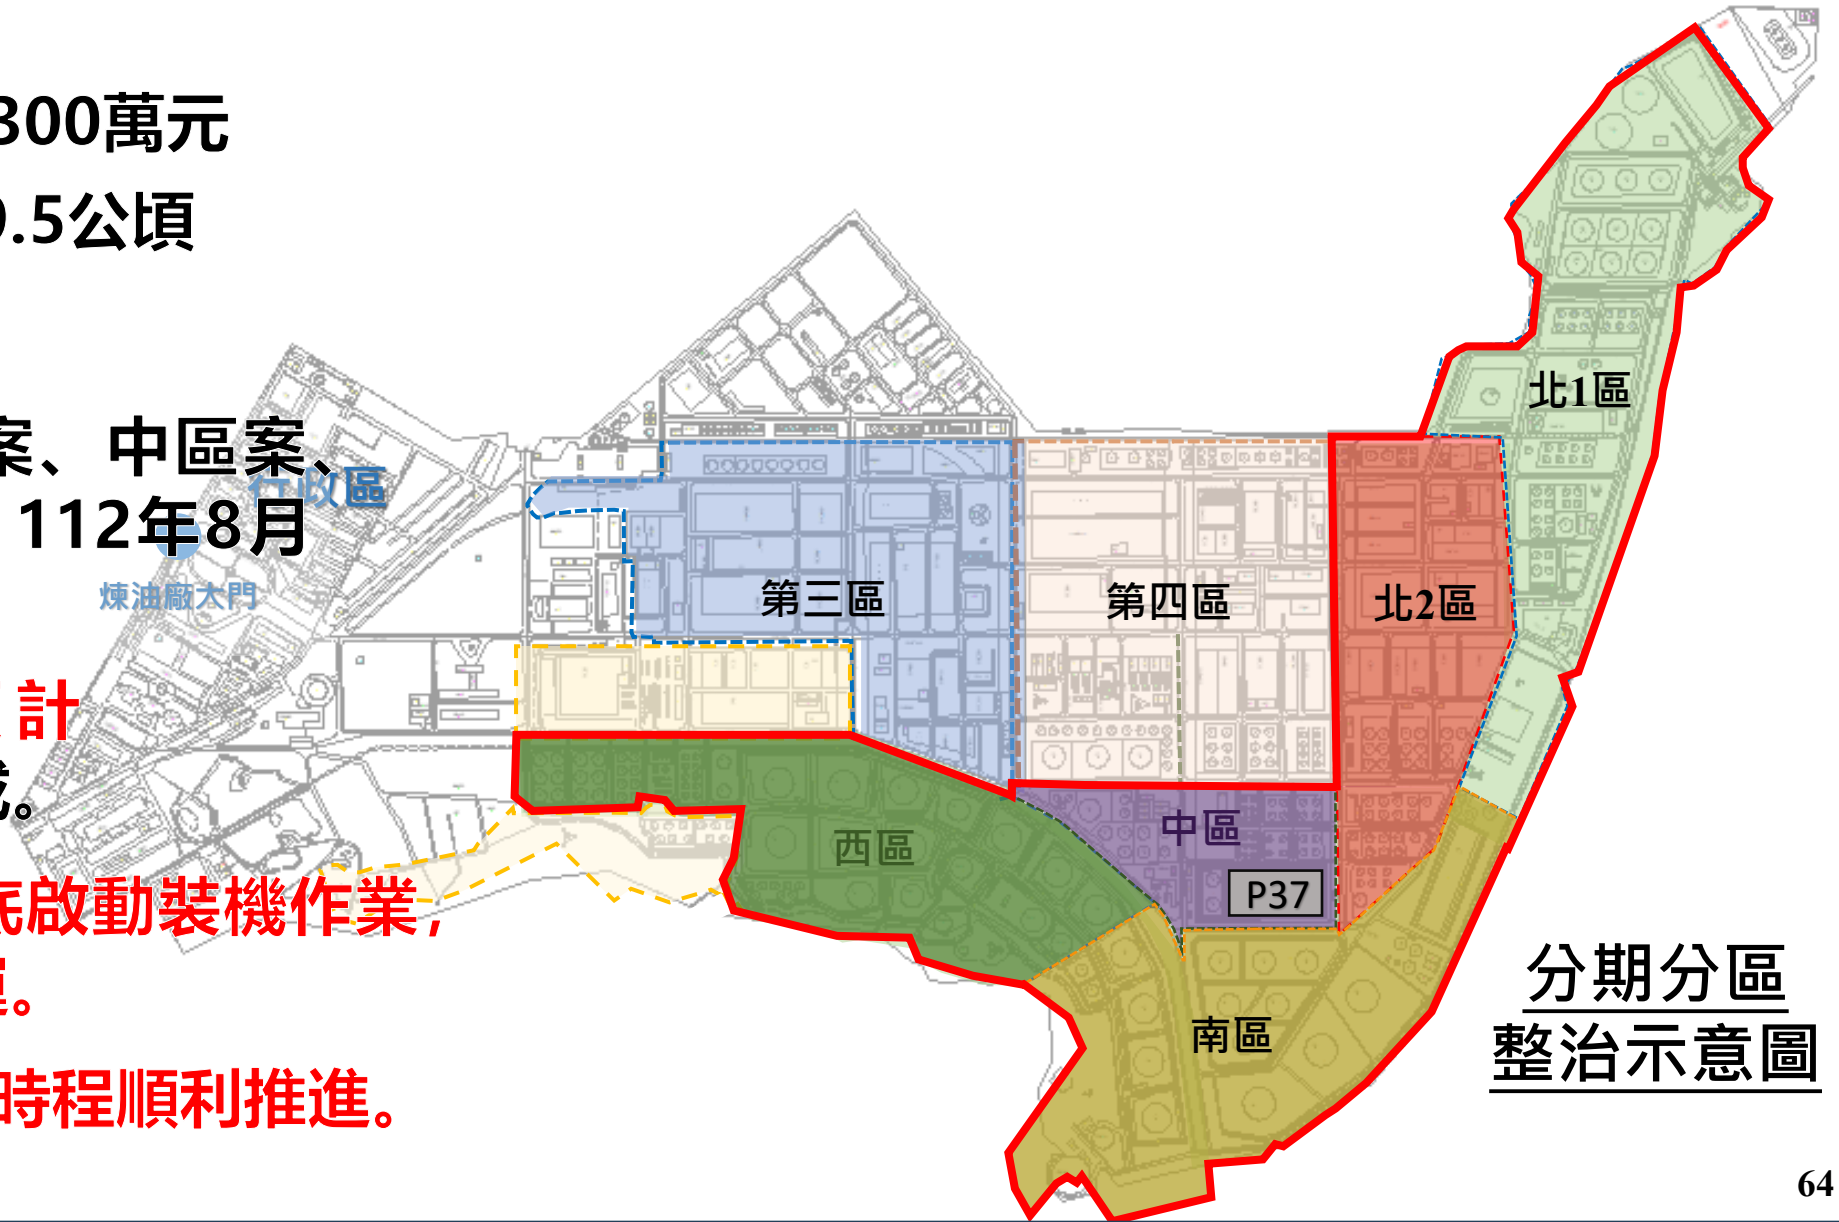 300萬元
9.5公頃
案、中區案、
行政區
112年8月
煉油廠大門
計
成。
底啟動裝機作業,
。
時程順利推進。
第三區
第四區
北1區
北2區
西區
中區
P37
南區
分期分區
整治示意圖
64